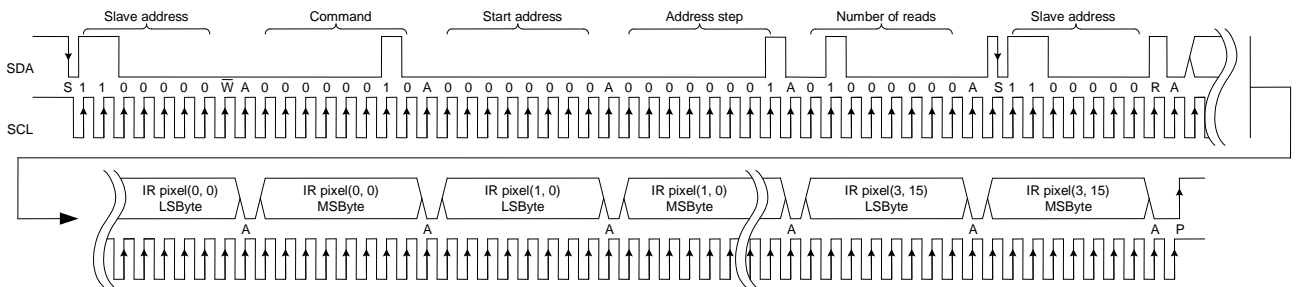 Slave address Command Start address Address step Number of reads Slave address
SDA
S 1 1 0 0 0 0 0 W̅ A 0 0 0 0 0 0 1 0 A 0 0 0 0 0 0 0 0 A 0 0 0 0 0 0 0 1 A 0 1 0 0 0 0 0 0 A S 1 1 0 0 0 0 0 R A
SCL
IR pixel(0, 0) IR pixel(0, 0) IR pixel(1, 0) IR pixel(1, 0) IR pixel(3, 15) IR pixel(3, 15)
LSByte MSByte LSByte MSByte LSByte MSByte
A A A A A A P